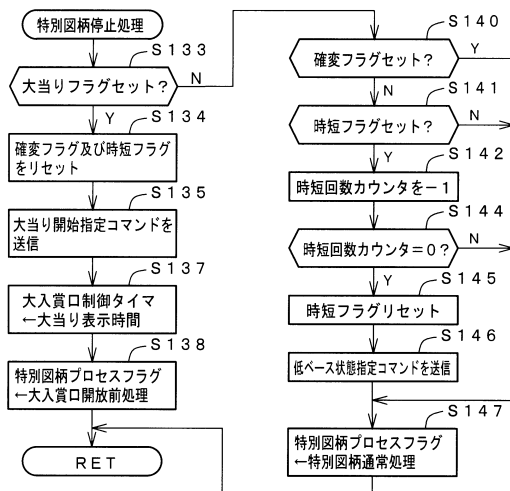 特別図柄停止処理
S133
大当りフラグセット？
N
Y
S134
確変フラグ及び時短フラグ
をリセット
S135
大当り開始指定コマンドを
送信
S137
大入賞口制御タイマ
←大当り表示時間
S138
特別図柄プロセスフラグ
←大入賞口開放前処理
RET
S140
確変フラグセット？
Y
N
S141
時短フラグセット？
N
Y
S142
時短回数カウンタを−1
S144
時短回数カウンタ＝0？
N
Y
S145
時短フラグリセット
S146
低ベース状態指定コマンドを送信
S147
特別図柄プロセスフラグ
←特別図柄通常処理